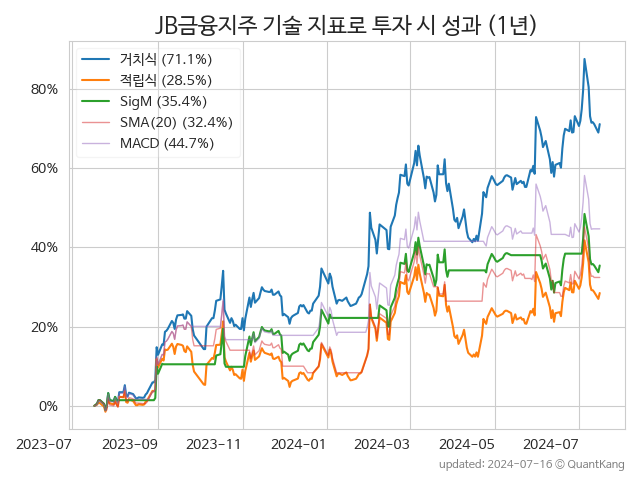 JB금융지주 기술 지표로 투자 시 성과 (1년)
거치식 (71.1%)
적립식 (28.5%)
SigM (35.4%)
SMA(20) (32.4%)
MACD (44.7%)
80%
60%
40%
20%
0%
2023-07 2023-09 2023-11 2024-01 2024-03 2024-05 2024-07
updated: 2024-07-16 © QuantKang